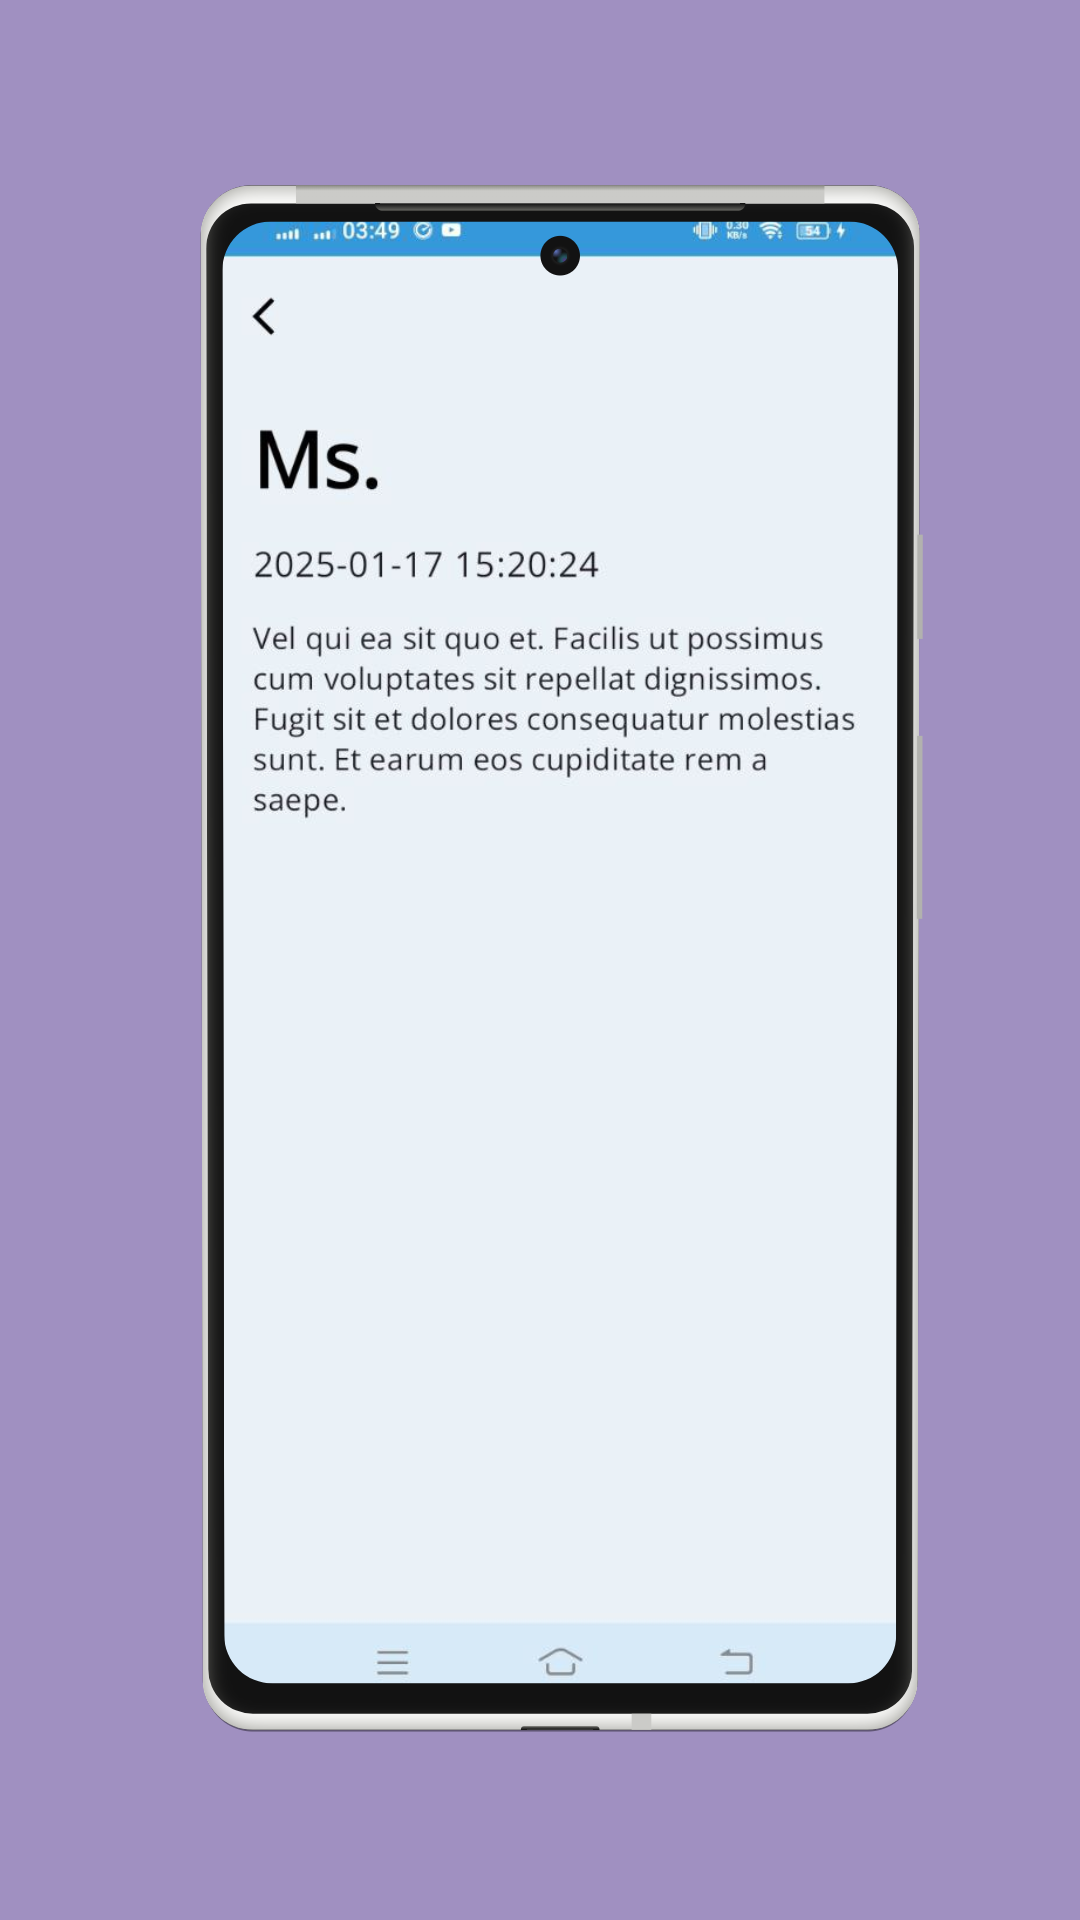 03:49 0.30 KB/s 54
Ms.
2025-01-17 15:20:24
Vel qui ea sit quo et. Facilis ut possimus
cum voluptates sit repellat dignissimos.
Fugit sit et dolores consequatur molestias
sunt. Et earum eos cupiditate rem a
saepe.